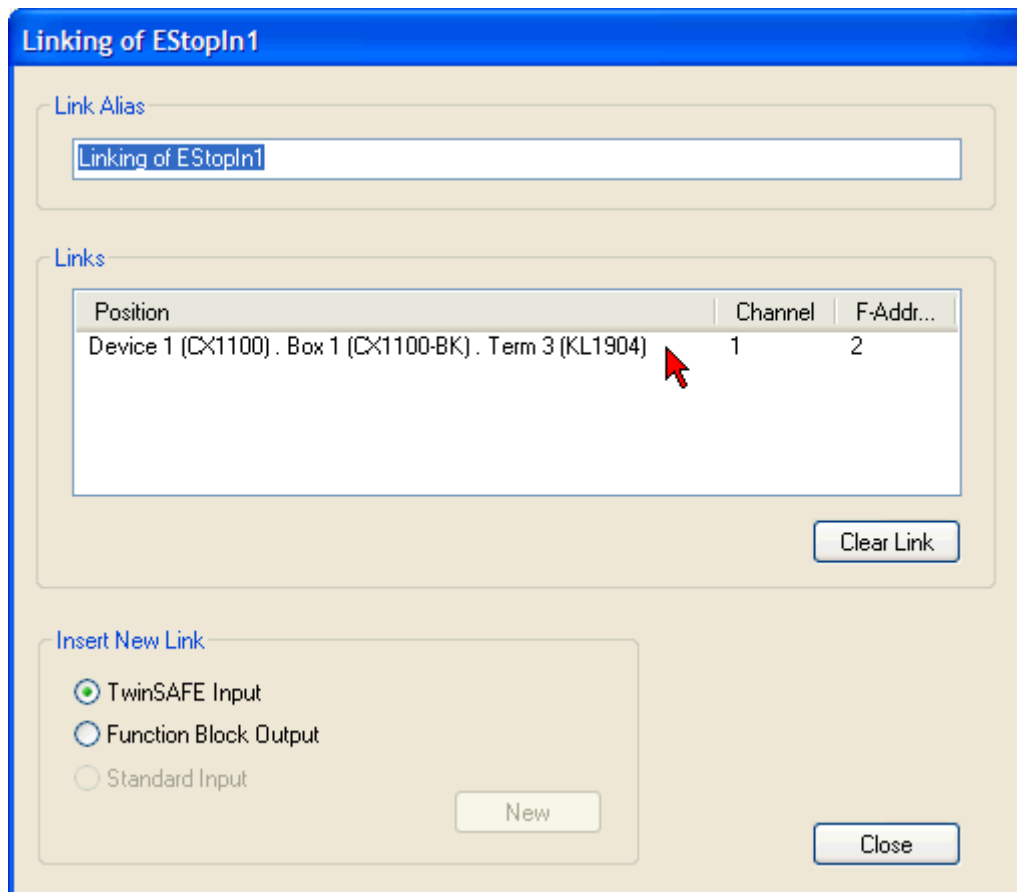 Linking of EStopIn1
Link Alias
Linking of EStopIn1
Links
Position Channel F-Addr...
Device 1 (CX1100) . Box 1 (CX1100-BK) . Term 3 (KL1904) 1 2
Clear Link
Insert New Link
TwinSAFE Input
Function Block Output
Standard Input
New
Close